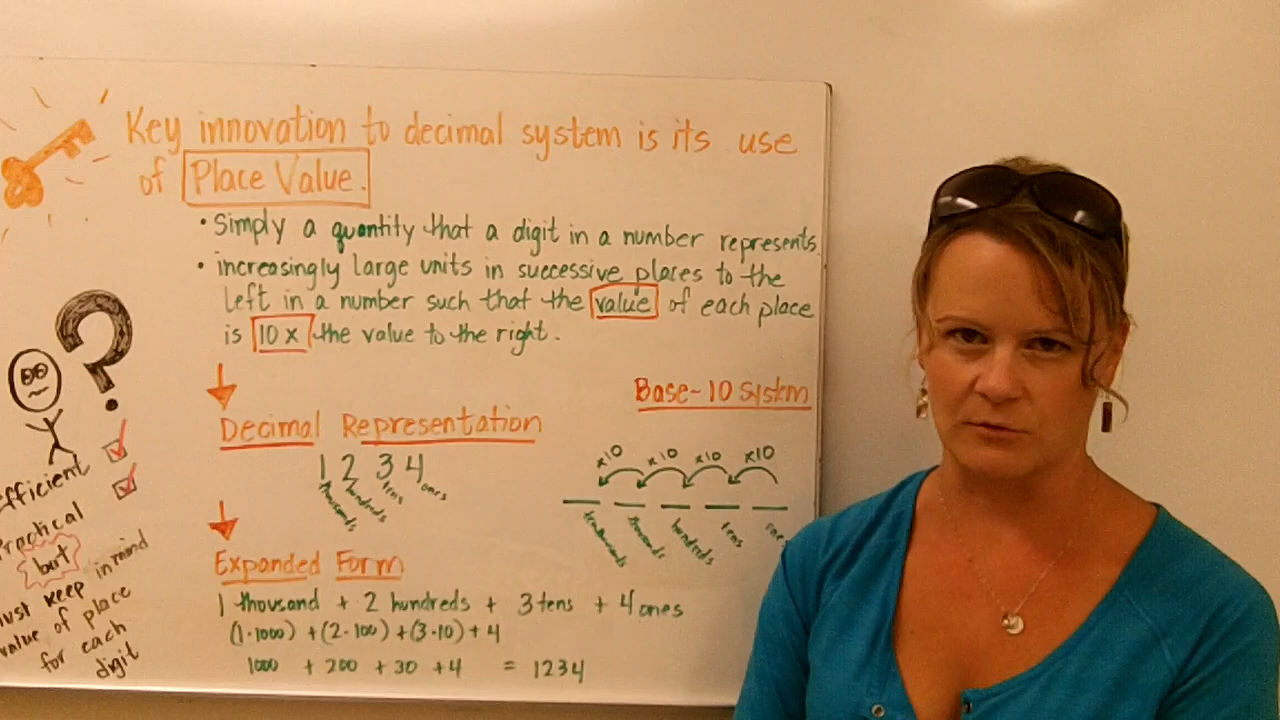 Key innovation to decimal system is its use
of Place Value.
• Simply a quantity that a digit in a number represents.
• increasingly large units in successive places to the
left in a number such that the value of each place
is 10 x the value to the right.
Decimal Representation
1 2 3 4
thousands hundreds tens ones
Expanded Form
1 thousand + 2 hundreds + 3 tens + 4 ones
(1·1000) + (2·100) + (3·10) + 4
1000 + 200 + 30 + 4 = 1234
Base-10 System
x10 x10 x10 x10
thousands hundreds tens ones
?
but
keep in mind
value of place
for each
digit